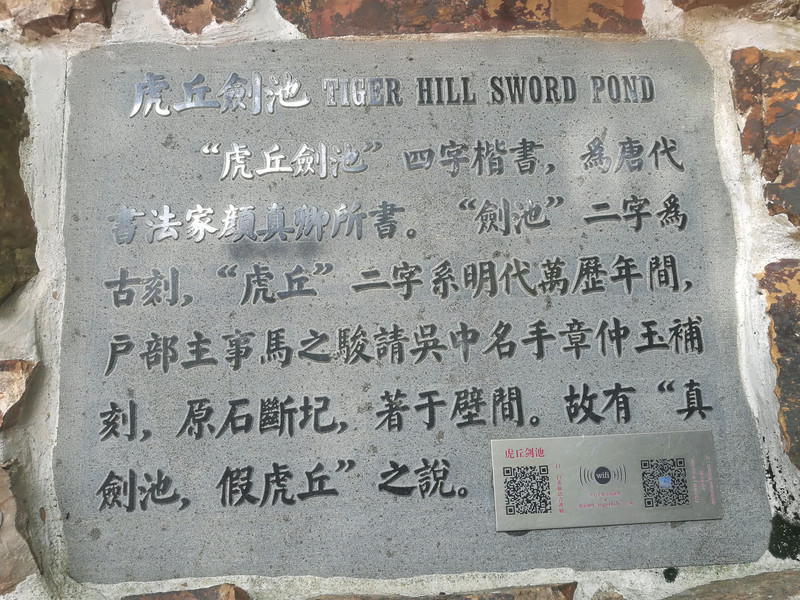 虎丘劍池 TIGER HILL SWORD POND
“虎丘劍池”四字楷書，為唐代
書法家顔真卿所書。“劍池”二字為
古刻，“虎丘”二字系明代萬歷年間，
户部主事馬之駿請吳中名手章仲玉補
刻，原石斷圮，著于壁間。故有“真
劍池，假虎丘”之説。
虎丘劍池
wifi